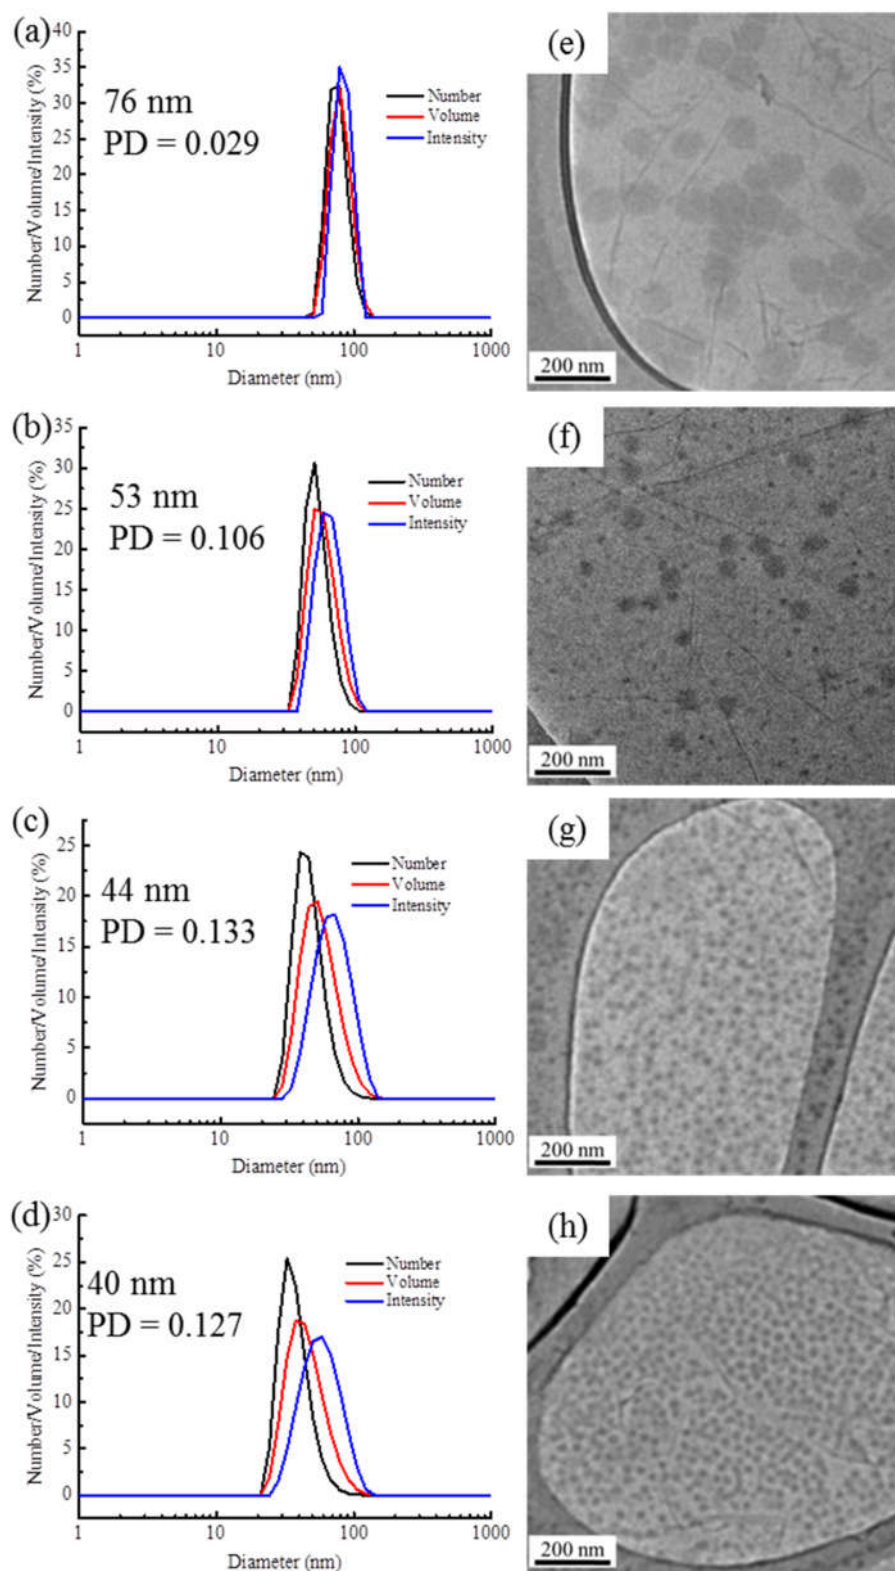 (a)
40
35
30
25
20
15
10
5
0
Number/Volume/Intensity (%)
76 nm
PD = 0.029
Number
Volume
Intensity
1
10
100
1000
Diameter (nm)
(e)
200 nm
(b)
35
30
25
20
15
10
5
0
Number/Volume/Intensity (%)
53 nm
PD = 0.106
Number
Volume
Intensity
1
10
100
1000
Diameter (nm)
(f)
200 nm
(c)
25
20
15
10
5
0
Number/Volume/Intensity (%)
44 nm
PD = 0.133
Number
Volume
Intensity
1
10
100
1000
Diameter (nm)
(g)
200 nm
(d)
30
25
20
15
10
5
0
Number/Volume/Intensity (%)
40 nm
PD = 0.127
Number
Volume
Intensity
1
10
100
1000
Diameter (nm)
(h)
200 nm